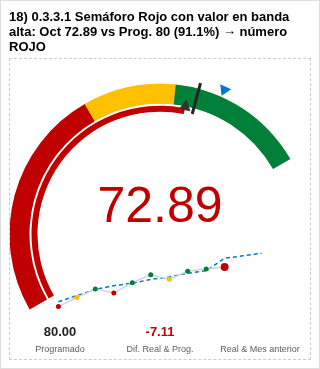 18) 0.3.3.1 Semáforo Rojo con valor en banda
alta: Oct 72.89 vs Prog. 80 (91.1%) → número
ROJO
72.89
80.00 -7.11
Programado Dif. Real & Prog. Real & Mes anterior